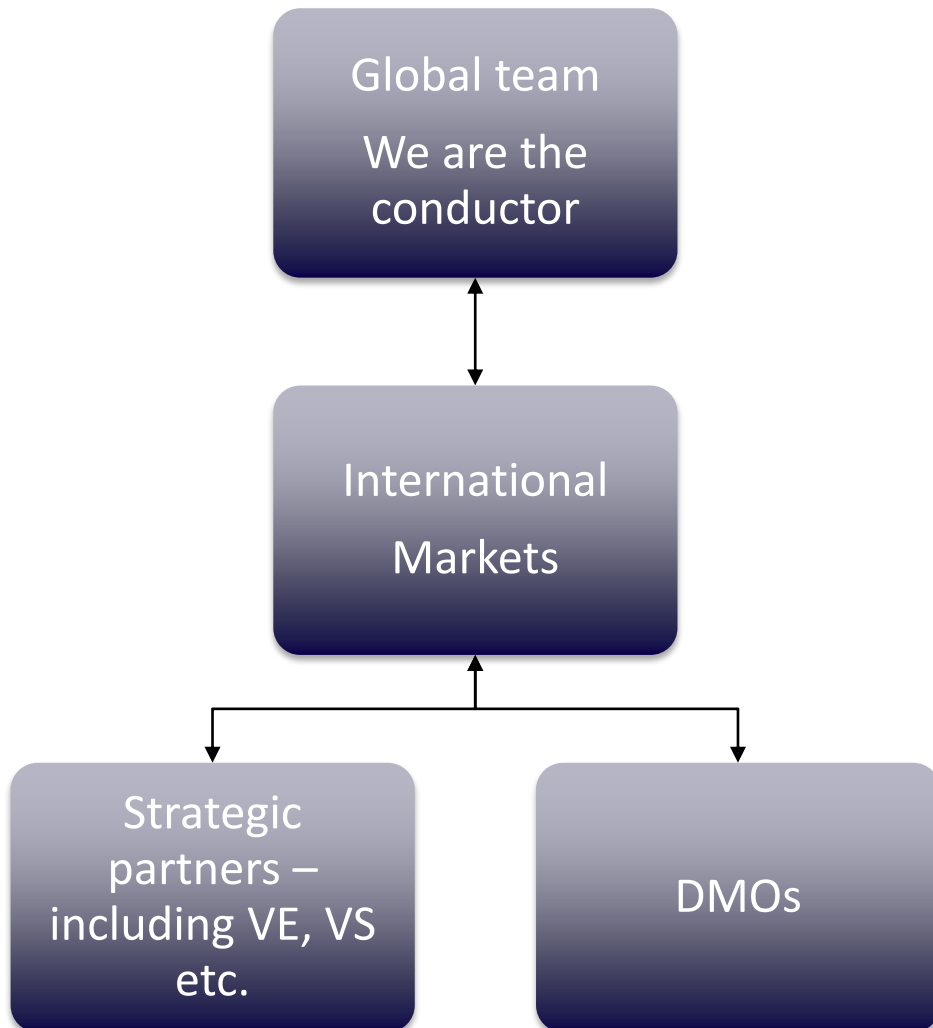 Global team
We are the
conductor
International
Markets
Strategic
partners –
including VE, VS
etc.
DMOs